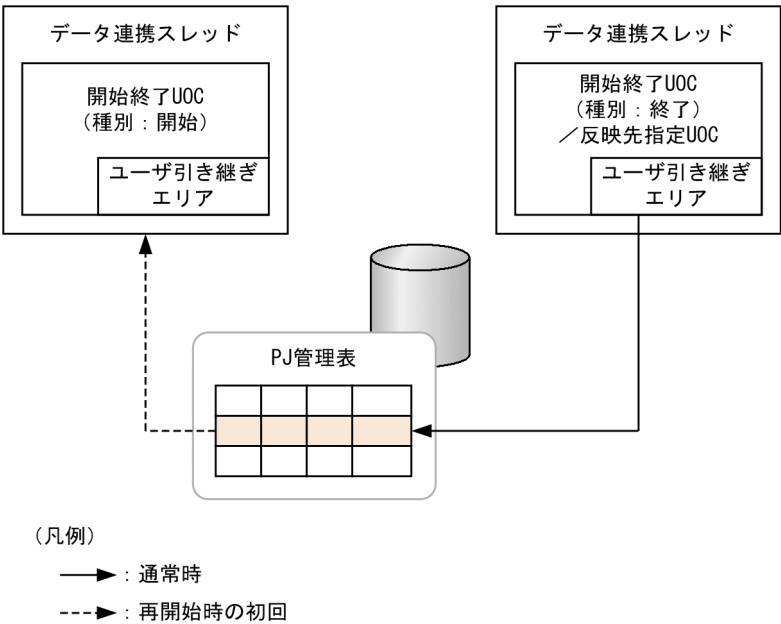 データ連携スレッド
開始終了UOC
（種別：開始）
ユーザ引き継ぎ
エリア
データ連携スレッド
開始終了UOC
（種別：終了）
／反映先指定UOC
ユーザ引き継ぎ
エリア
PJ管理表
（凡例）
：通常時
：再開始時の初回